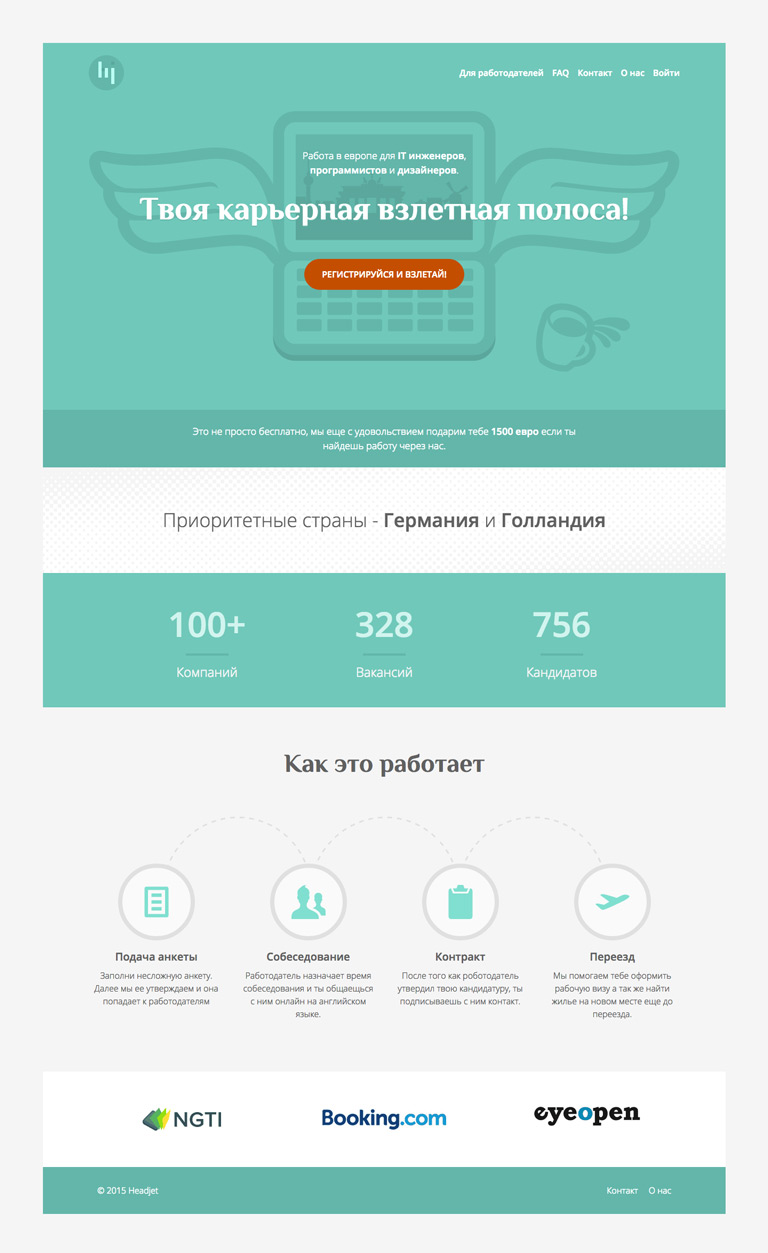 Для работодателей FAQ Контакт О нас Войти
Работа в европе для IT инженеров,
программистов и дизайнеров.
Твоя карьерная взлетная полоса!
РЕГИСТРИРУЙСЯ И ВЗЛЕТАЙ!
Это не просто бесплатно, мы еще с удовольствием подарим тебе 1500 евро если ты
найдешь работу через нас.
Приоритетные страны - Германия и Голландия
100+
Компаний
328
Вакансий
756
Кандидатов
Как это работает
Подача анкеты
Заполни несложную анкету.
Далее мы ее утверждаем и она
попадает к работодателям
Собеседование
Работодатель назначает время
собеседования и ты общаешься
с ним онлайн на английском
языке.
Контракт
После того как роботодатель
утвердил твою кандидатуру, ты
подписываешь с ним контакт.
Переезд
Мы помогаем тебе оформить
рабочую визу а так же найти
жилье на новом месте еще до
переезда.
NGTI
Booking.com
eyeopen
© 2015 Headjet
Контакт О нас